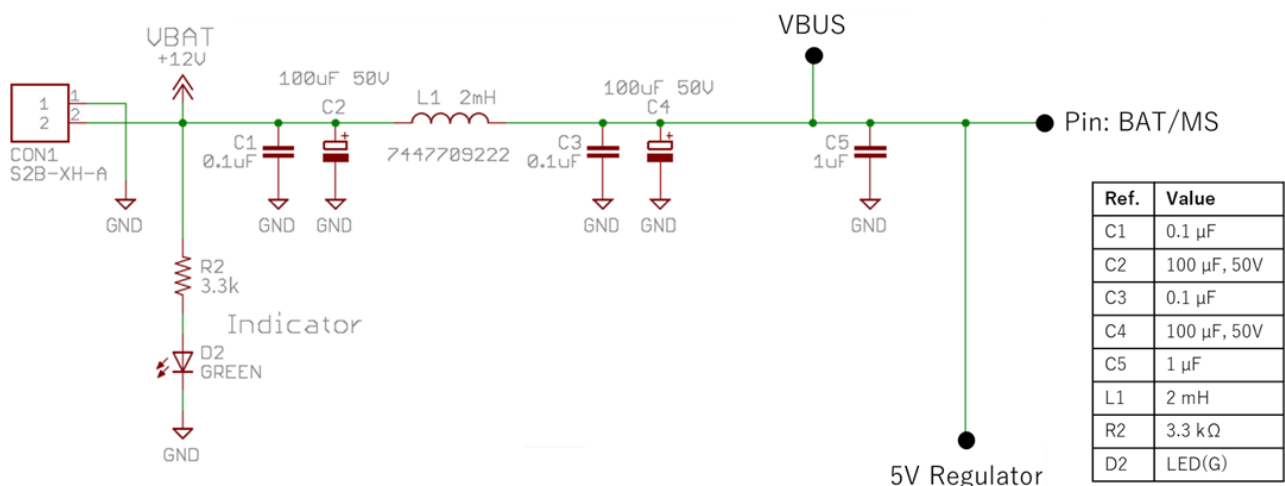 VBUS
VBAT
+12V
1
2
1
2
CON1
S2B-XH-A
GND
100uF 50V
C2
C1
0.1uF
GND
GND
L1 2mH
7447709222
100uF 50V
C4
C3
0.1uF
GND
GND
C5
1uF
GND
Pin: BAT/MS
R2
3.3k
Indicator
D2
GREEN
GND
5V Regulator
Ref. Value
C1 0.1 µF
C2 100 µF, 50V
C3 0.1 µF
C4 100 µF, 50V
C5 1 µF
L1 2 mH
R2 3.3 kΩ
D2 LED(G)